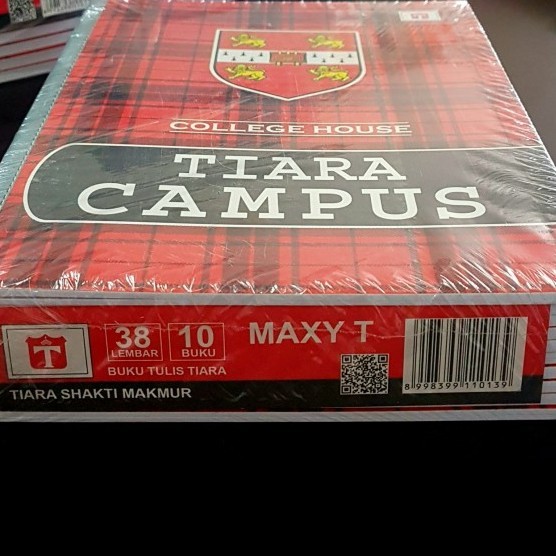 COLLEGE HOUSE
TIARA
CAMPUS
T
38
LEMBAR
10
BUKU
MAXY T
BUKU TULIS TIARA
TIARA SHAKTI MAKMUR
8 998399 110139